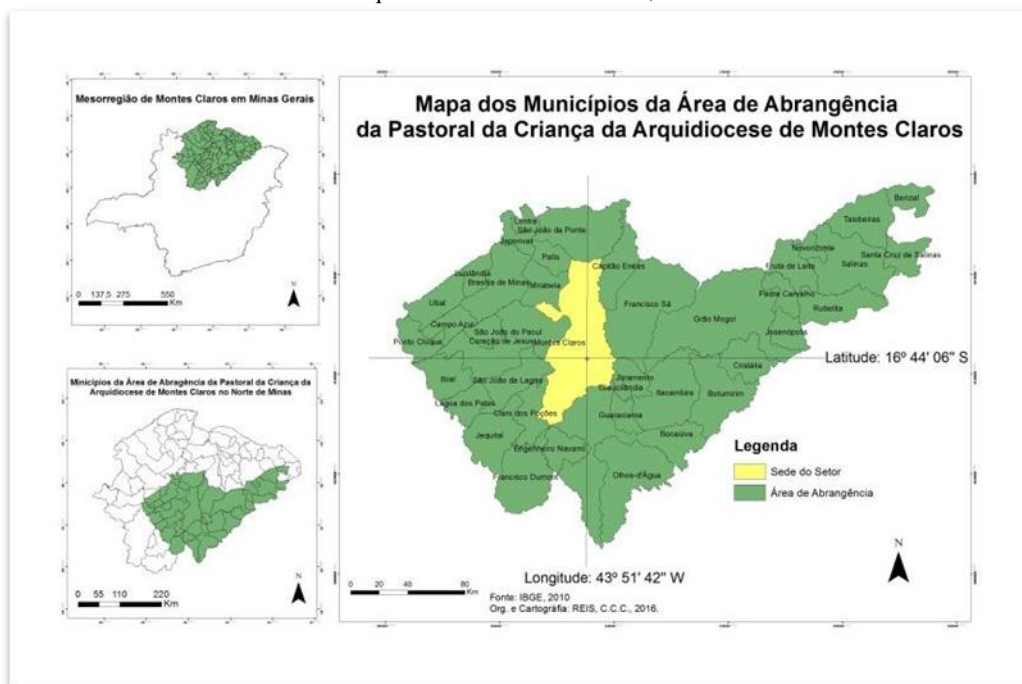 Mesorregião de Montes Claros em Minas Gerais
0 137,5 275 550
Km
N
Minicípios da Área de Abragência da Pastoral da Criança da
Arquidiocese de Montes Claros no Norte de Minas
0 55 110 220
Km
N
Mapa dos Municípios da Área de Abrangência
da Pastoral da Criança da Arquidiocese de Montes Claros
Berizal
Taiobeiras
Lontra
São João da Ponte
Japonvar
Novorizonte
Santa Cruz de Salinas
Patis
Capitão Enéas
Fruta de Leite
Salinas
Luislândia
Brasília de Minas
Mirabela
Padre Carvalho
Ubaí
Francisco Sá
Rubelita
Grão Mogol
Campo Azul
São João do Pacuí
Josenópolis
Ponto Chique
Coração de Jesus
Montes Claros
Latitude: 16º 44' 06" S
Cristália
Ibiaí
São João da Lagoa
Juramento
Glaucilândia
Itacambira
Botumirim
Lagoa dos Patos
Claro dos Poções
Guaraciama
Jequitaí
Bocaiúva
Engenheiro Navarro
Francisco Dumont
Olhos-d'Água
Legenda
Sede do Setor
Área de Abrangência
Longitude: 43º 51' 42" W
0 20 40 80
Km
Fonte: IBGE, 2010
Org. e Cartografia: REIS, C.C.C., 2016.
N